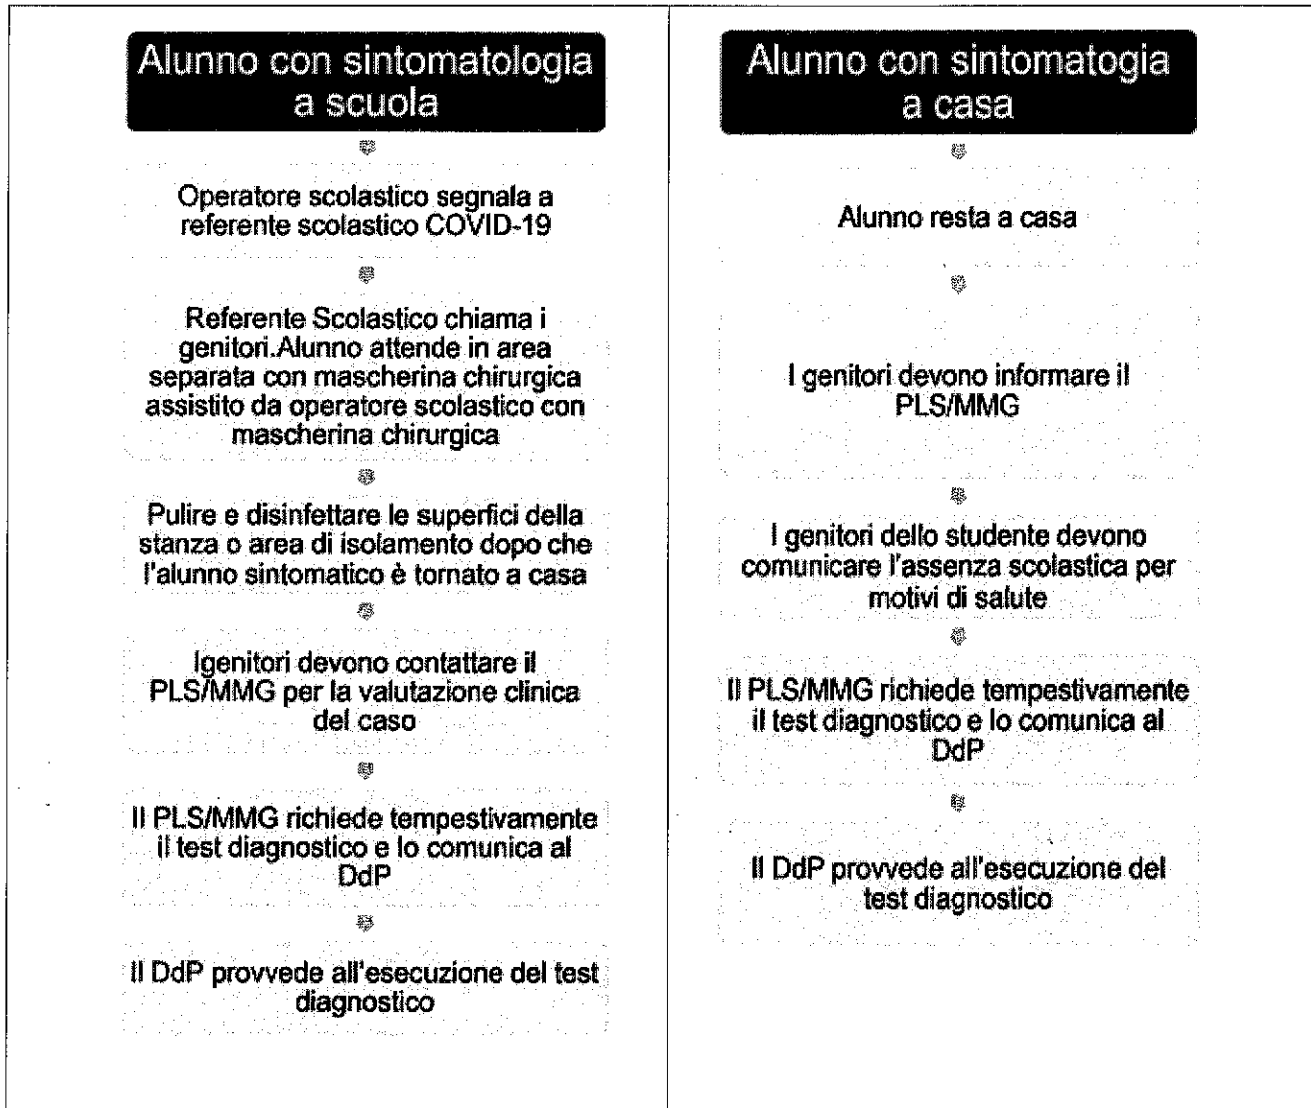 Alunno con sintomatologia
a scuola
Operatore scolastico segnala a
referente scolastico COVID-19
Referente Scolastico chiama i
genitori.Alunno attende in area
separata con mascherina chirurgica
assistito da operatore scolastico con
mascherina chirurgica
Pulire e disinfettare le superfici della
stanza o area di isolamento dopo che
l'alunno sintomatico è tornato a casa
Igenitori devono contattare il
PLS/MMG per la valutazione clinica
del caso
Il PLS/MMG richiede tempestivamente
il test diagnostico e lo comunica al
DdP
Il DdP provvede all'esecuzione del test
diagnostico
Alunno con sintomatogia
a casa
Alunno resta a casa
I genitori devono informare il
PLS/MMG
I genitori dello studente devono
comunicare l'assenza scolastica per
motivi di salute
Il PLS/MMG richiede tempestivamente
il test diagnostico e lo comunica al
DdP
Il DdP provvede all'esecuzione del
test diagnostico